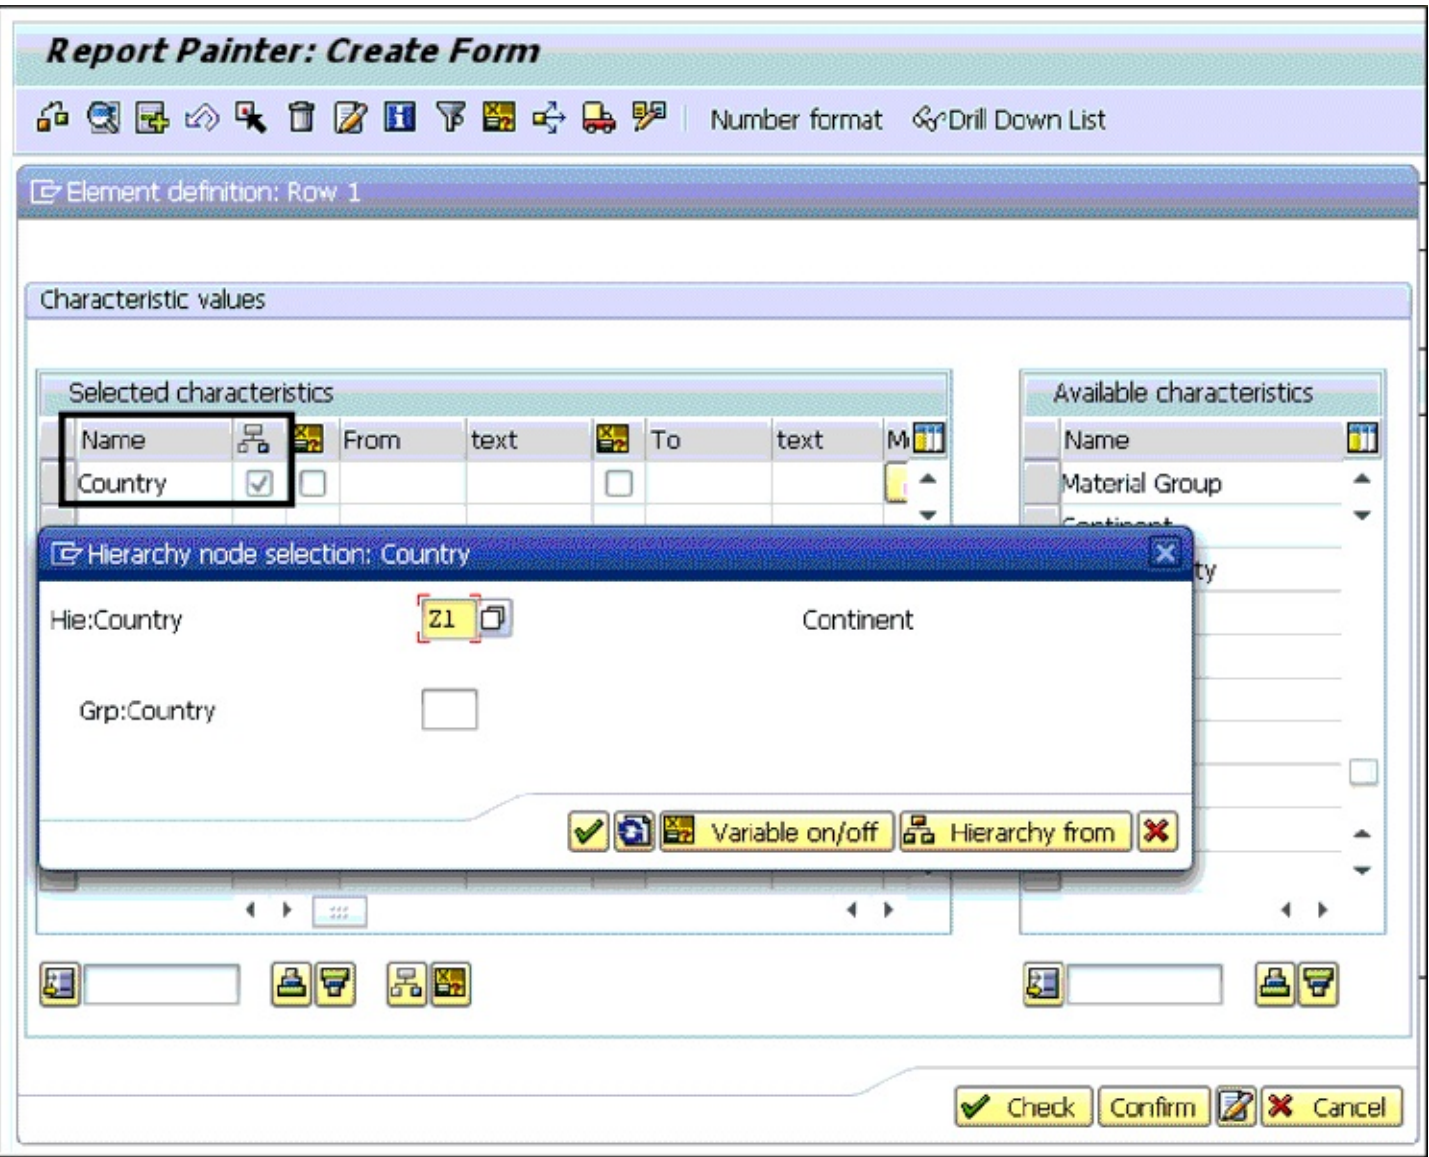 Report Painter: Create Form
Number format Drill Down List
Element definition: Row 1
Characteristic values
Selected characteristics
Available characteristics
Name From text To text
Name
Country
Material Group
Continent
Hierarchy node selection: Country
Hie:Country Z1 Continent
Grp:Country
Variable on/off Hierarchy from
Check Confirm Cancel